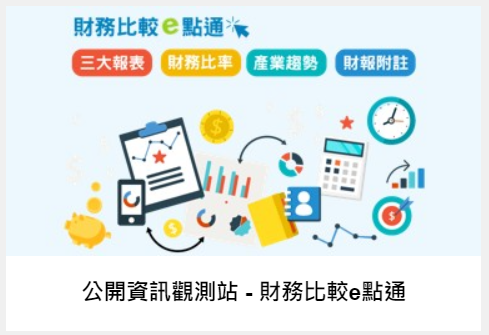 財務比較e點通
三大報表 財務比率 產業趨勢 財報附註
公開資訊觀測站 - 財務比較e點通